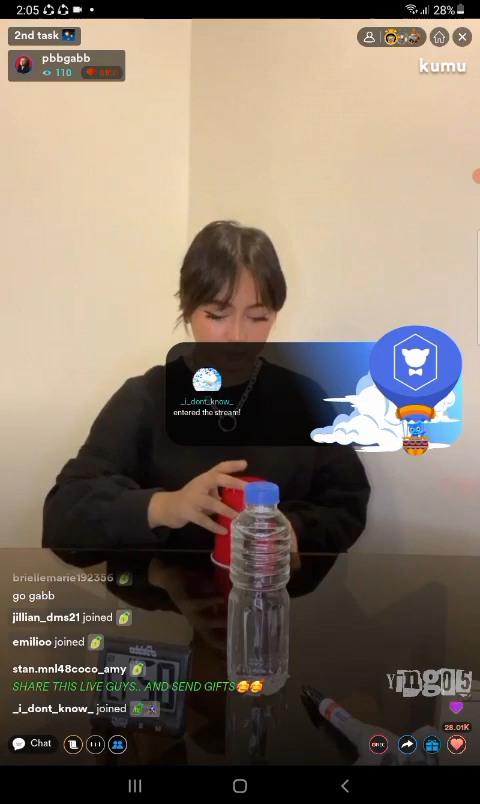 2:05
28%
2nd task
pbbgabb
110
kumu
_i_dont_know_
entered the stream!
briellemarie192356
go gabb
jillian_dms21 joined
emilioo joined
stan.mnl48coco_amy
SHARE THIS LIVE GUYS.. AND SEND GIFTS
_i_dont_know_ joined
28.01K
Chat